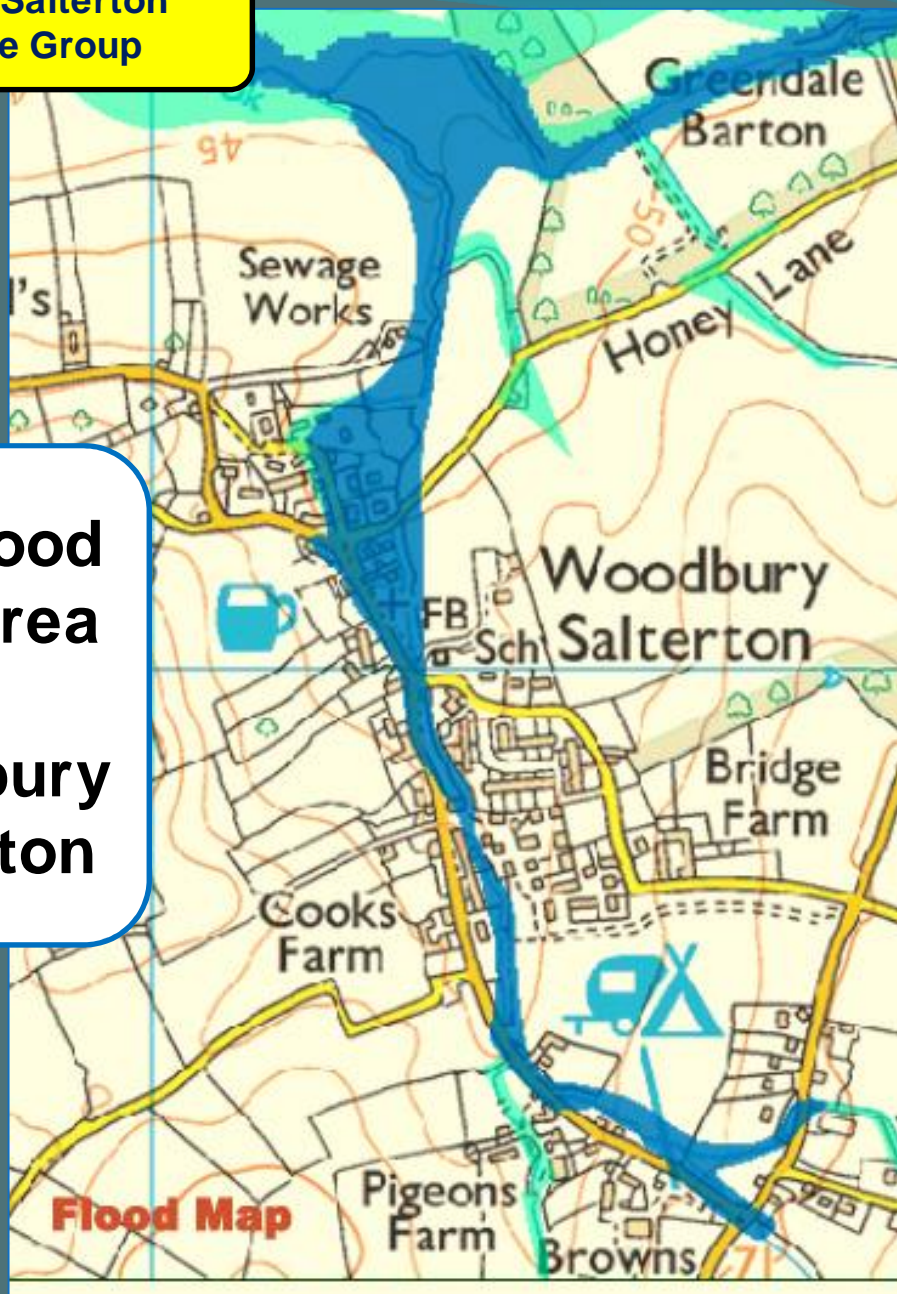 Salterton
e Group
Greendale
Barton
45
50
Sewage
Works
l's
Honey Lane
ood
rea
bury
ton
Woodbury
Salterton
FB
Sch
Bridge
Farm
Cooks
Farm
Pigeons
Farm
Flood Map
Browns
71